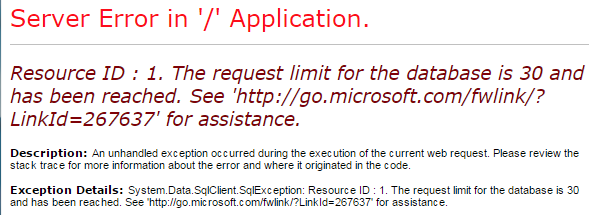 Server Error in '/' Application.
Resource ID : 1. The request limit for the database is 30 and
has been reached. See 'http://go.microsoft.com/fwlink/?
LinkId=267637' for assistance.
Description: An unhandled exception occurred during the execution of the current web request. Please review the
stack trace for more information about the error and where it originated in the code.
Exception Details: System.Data.SqlClient.SqlException: Resource ID : 1. The request limit for the database is 30
and has been reached. See 'http://go.microsoft.com/fwlink/?LinkId=267637' for assistance.